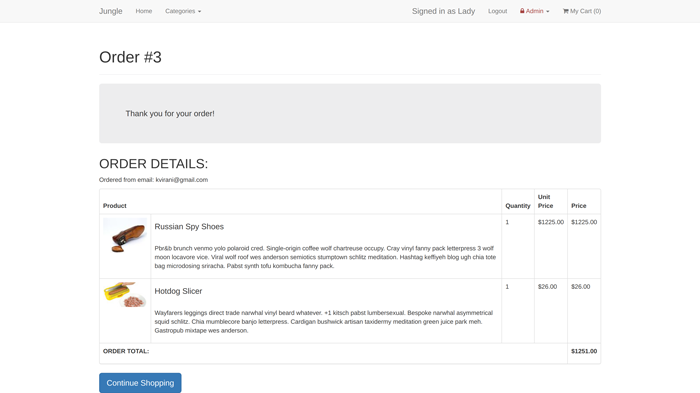 Jungle Home Categories Signed in as Lady Logout Admin My Cart (0)
Order #3
Thank you for your order!
ORDER DETAILS:
Ordered from email: kvirani@gmail.com
Product Quantity Unit Price Price
Russian Spy Shoes 1 $1225.00 $1225.00
Pbr&b brunch venmo yolo polaroid cred. Single-origin coffee wolf chartreuse occupy. Cray vinyl fanny pack letterpress 3 wolf
moon locavore vice. Viral wolf roof wes anderson semiotics stumptown schlitz meditation. Hashtag keffiyeh blog ugh chia tote
bag microdosing sriracha. Pabst synth tofu kombucha fanny pack.
Hotdog Slicer 1 $26.00 $26.00
Wayfarers leggings direct trade narwhal vinyl beard whatever. +1 kitsch pabst lumbersexual. Bespoke narwhal asymmetrical
squid schlitz. Chia mumblecore banjo letterpress. Cardigan bushwick artisan taxidermy meditation green juice park meh.
Gastropub mixtape wes anderson.
ORDER TOTAL: $1251.00
Continue Shopping